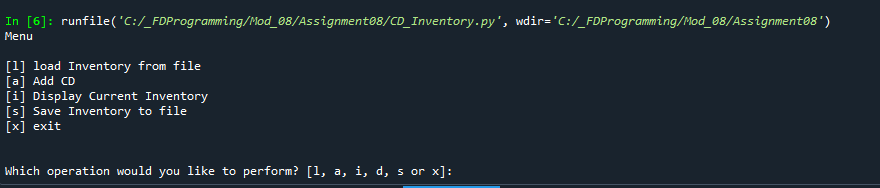 In [6]: runfile('C:/_FDProgramming/Mod_08/Assignment08/CD_Inventory.py', wdir='C:/_FDProgramming/Mod_08/Assignment08')
Menu
[l] load Inventory from file
[a] Add CD
[i] Display Current Inventory
[s] Save Inventory to file
[x] exit
Which operation would you like to perform? [l, a, i, d, s or x]: